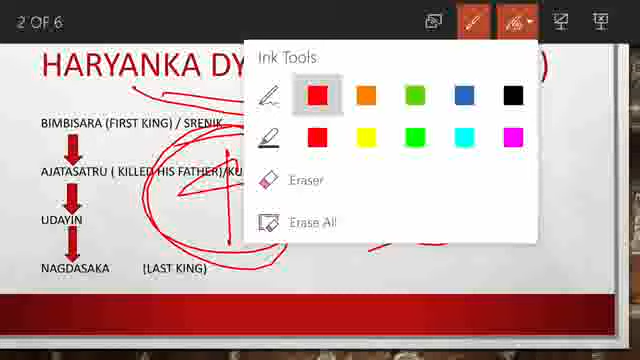 2 OF 6
HARYANKA DY )
Ink Tools
BIMBISARA (FIRST KING) / SRENIK
AJATASATRU ( KILLED HIS FATHER)/KU
Eraser
UDAYIN
Erase All
NAGDASAKA (LAST KING)